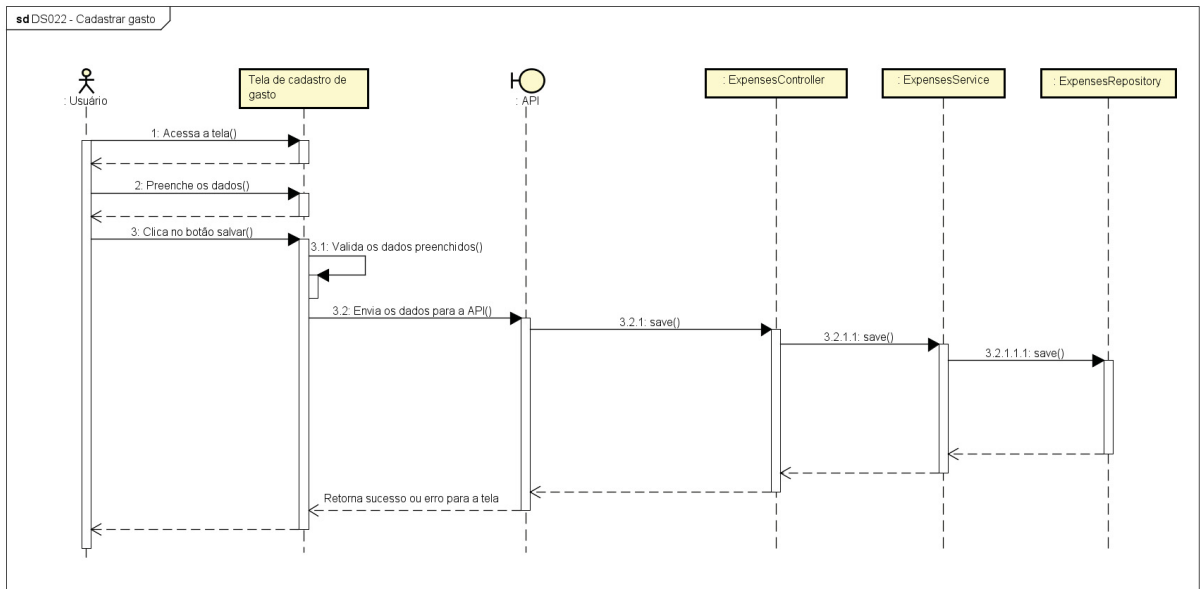 sd DS022 - Cadastrar gasto
: Usuário
Tela de cadastro de
gasto
: API
: ExpensesController
: ExpensesService
: ExpensesRepository
1: Acessa a tela()
2: Preenche os dados()
3: Clica no botão salvar()
3.1: Valida os dados preenchidos()
3.2: Envia os dados para a API()
3.2.1: save()
3.2.1.1: save()
3.2.1.1.1: save()
Retorna sucesso ou erro para a tela